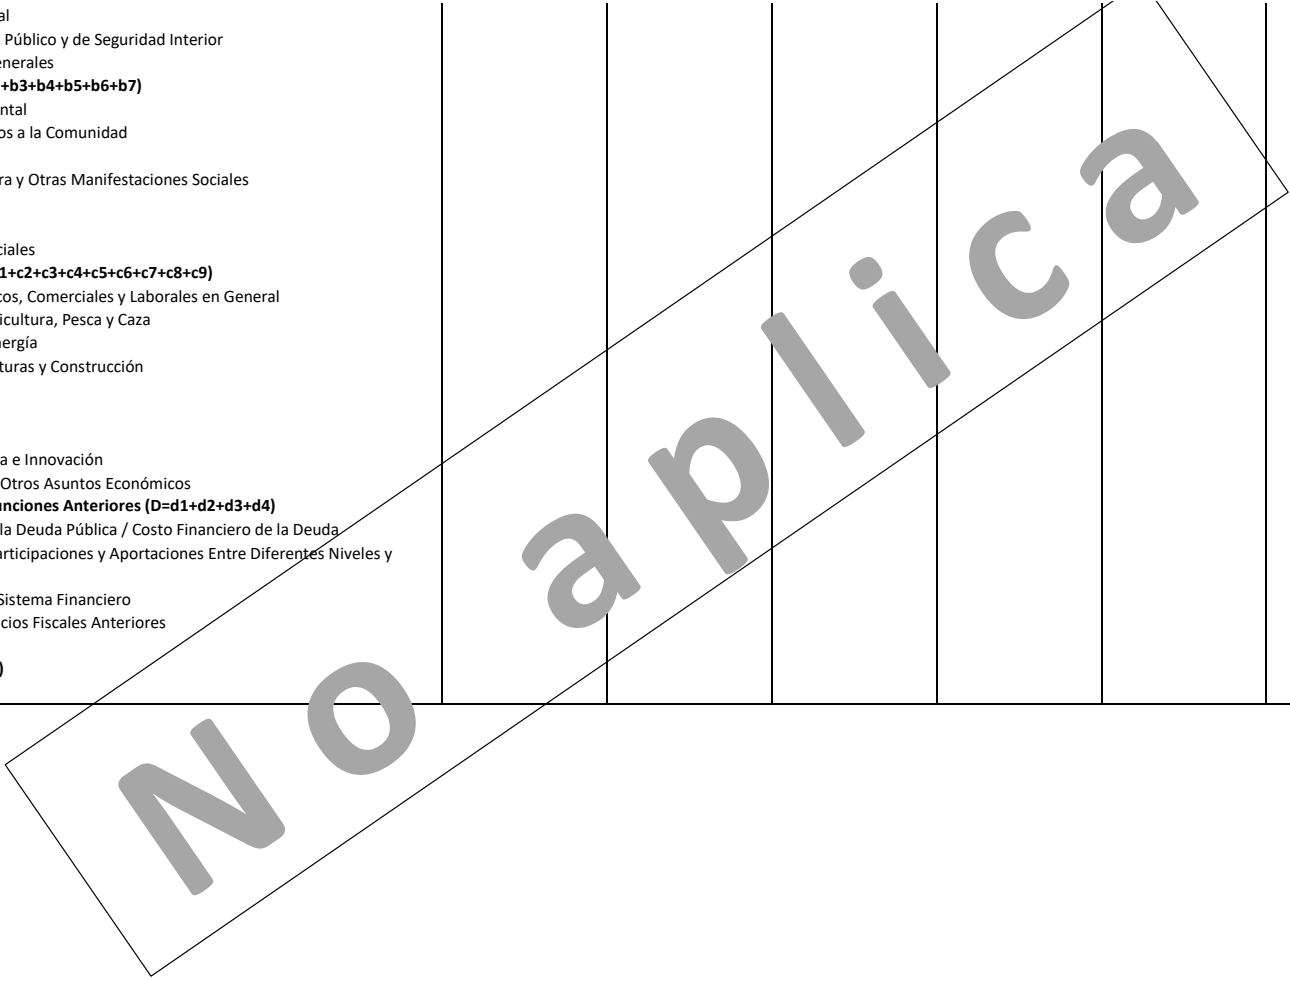 al
Público y de Seguridad Interior
enerales
+b3+b4+b5+b6+b7)
ntal
os a la Comunidad
ra y Otras Manifestaciones Sociales
ciales
1+c2+c3+c4+c5+c6+c7+c8+c9)
cos, Comerciales y Laborales en General
icultura, Pesca y Caza
nergía
turas y Construcción
a e Innovación
Otros Asuntos Económicos
unciones Anteriores (D=d1+d2+d3+d4)
la Deuda Pública / Costo Financiero de la Deuda
articipaciones y Aportaciones Entre Diferentes Niveles y
Sistema Financiero
cios Fiscales Anteriores
)
No aplica